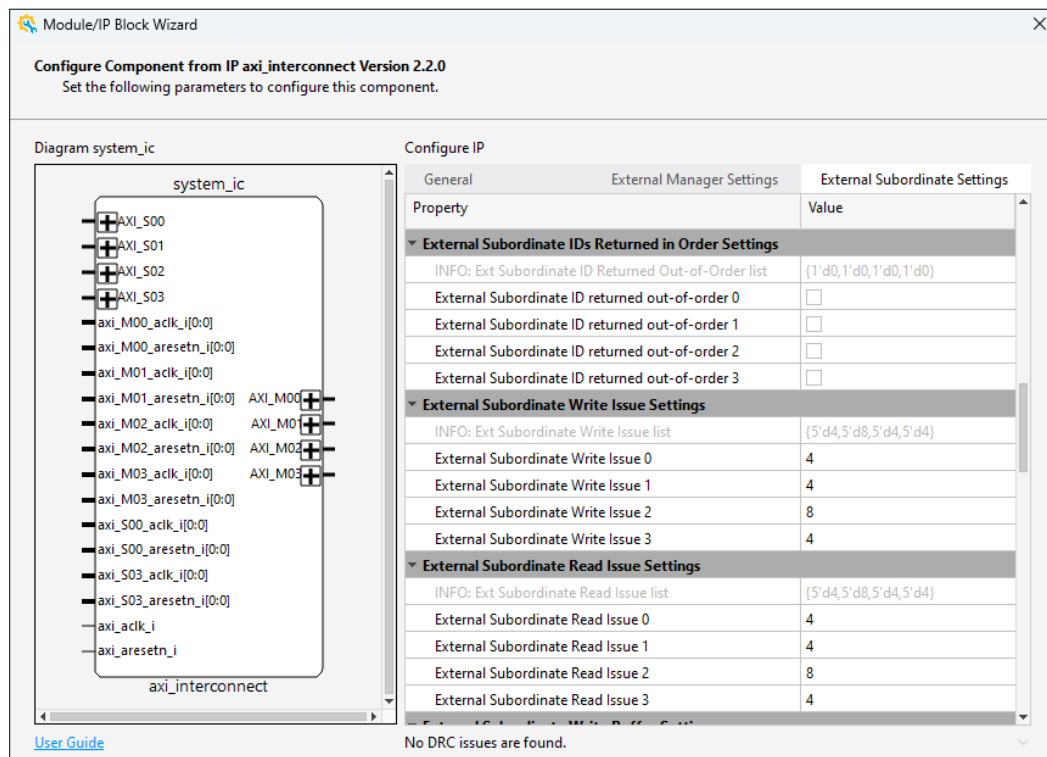 Module/IP Block Wizard
Configure Component from IP axi_interconnect Version 2.2.0
Set the following parameters to configure this component.
Diagram system_ic
system_ic
AXI_S00
AXI_S01
AXI_S02
AXI_S03
axi_M00_aclk_i[0:0]
axi_M00_aresetn_i[0:0]
axi_M01_aclk_i[0:0]
axi_M01_aresetn_i[0:0] AXI_M00
axi_M02_aclk_i[0:0] AXI_M01
axi_M02_aresetn_i[0:0] AXI_M02
axi_M03_aclk_i[0:0] AXI_M03
axi_M03_aresetn_i[0:0]
axi_S00_aclk_i[0:0]
axi_S00_aresetn_i[0:0]
axi_S03_aclk_i[0:0]
axi_S03_aresetn_i[0:0]
axi_aclk_i
axi_aresetn_i
axi_interconnect
User Guide
Configure IP
General External Manager Settings External Subordinate Settings
Property Value
External Subordinate IDs Returned in Order Settings
INFO: Ext Subordinate ID Returned Out-of-Order list {1'd0,1'd0,1'd0,1'd0}
External Subordinate ID returned out-of-order 0
External Subordinate ID returned out-of-order 1
External Subordinate ID returned out-of-order 2
External Subordinate ID returned out-of-order 3
External Subordinate Write Issue Settings
INFO: Ext Subordinate Write Issue list {5'd4,5'd8,5'd4,5'd4}
External Subordinate Write Issue 0 4
External Subordinate Write Issue 1 4
External Subordinate Write Issue 2 8
External Subordinate Write Issue 3 4
External Subordinate Read Issue Settings
INFO: Ext Subordinate Read Issue list {5'd4,5'd8,5'd4,5'd4}
External Subordinate Read Issue 0 4
External Subordinate Read Issue 1 4
External Subordinate Read Issue 2 8
External Subordinate Read Issue 3 4
No DRC issues are found.